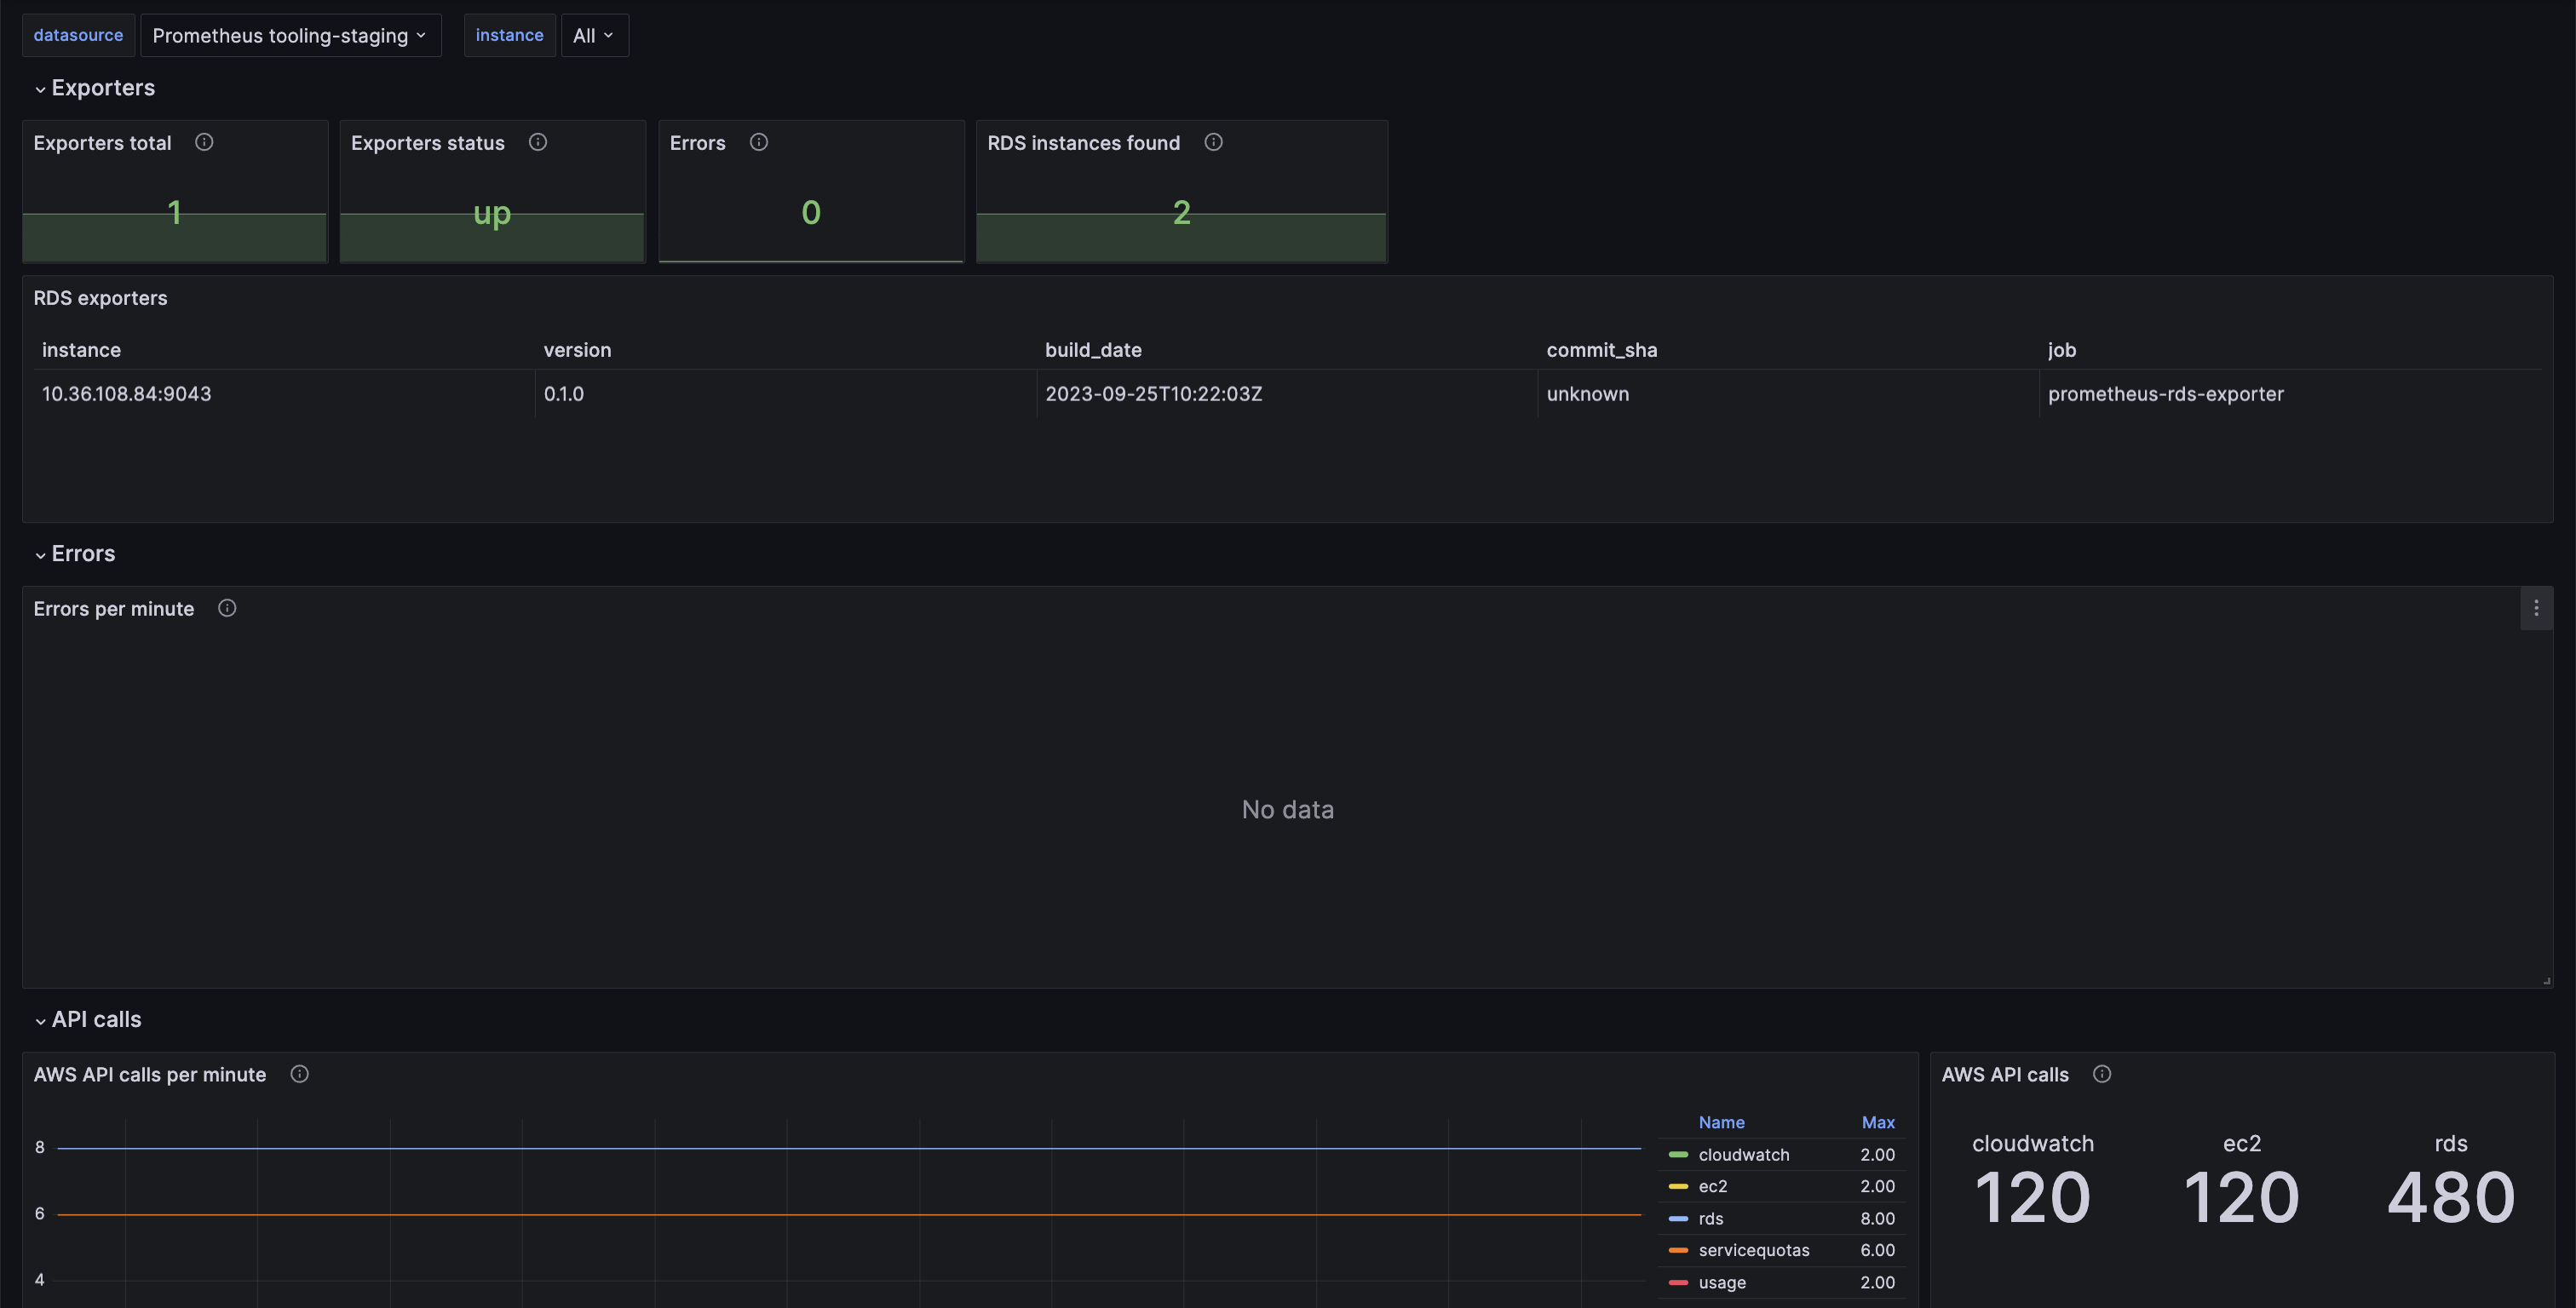 datasource Prometheus tooling-staging instance All
Exporters
Exporters total
1
Exporters status
up
Errors
0
RDS instances found
2
RDS exporters
instance version build_date commit_sha job
10.36.108.84:9043 0.1.0 2023-09-25T10:22:03Z unknown prometheus-rds-exporter
Errors
Errors per minute
No data
API calls
AWS API calls per minute
8
6
4
Name Max
cloudwatch 2.00
ec2 2.00
rds 8.00
servicequotas 6.00
usage 2.00
AWS API calls
cloudwatch ec2 rds
120 120 480